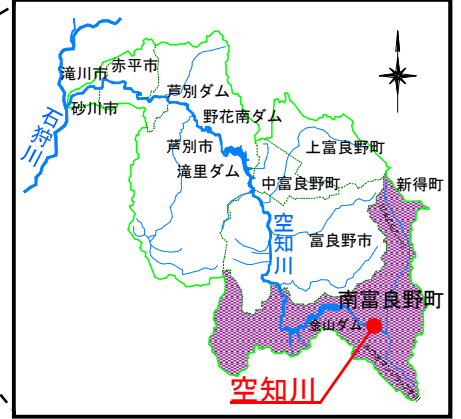 滝川市
赤平市
芦別ダム
砂川市
野花南ダム
石狩川
芦別市
上富良野町
滝里ダム
中富良野町
新得町
空知川
富良野市
南富良野町
金山ダム
空知川